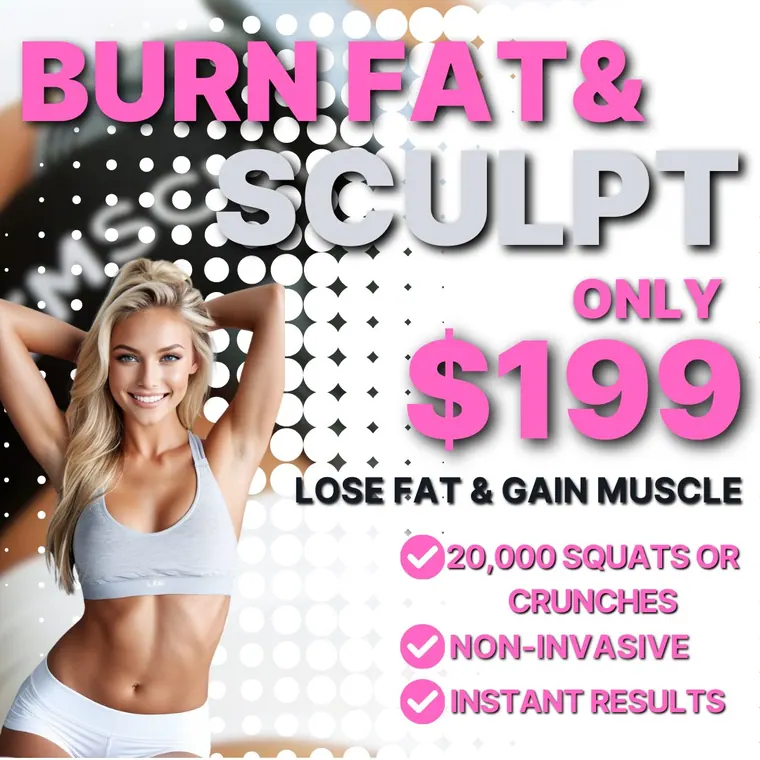 BURN FAT&
SCULPT
ONLY
$199
LOSE FAT & GAIN MUSCLE
20,000 SQUATS OR
CRUNCHES
NON-INVASIVE
INSTANT RESULTS